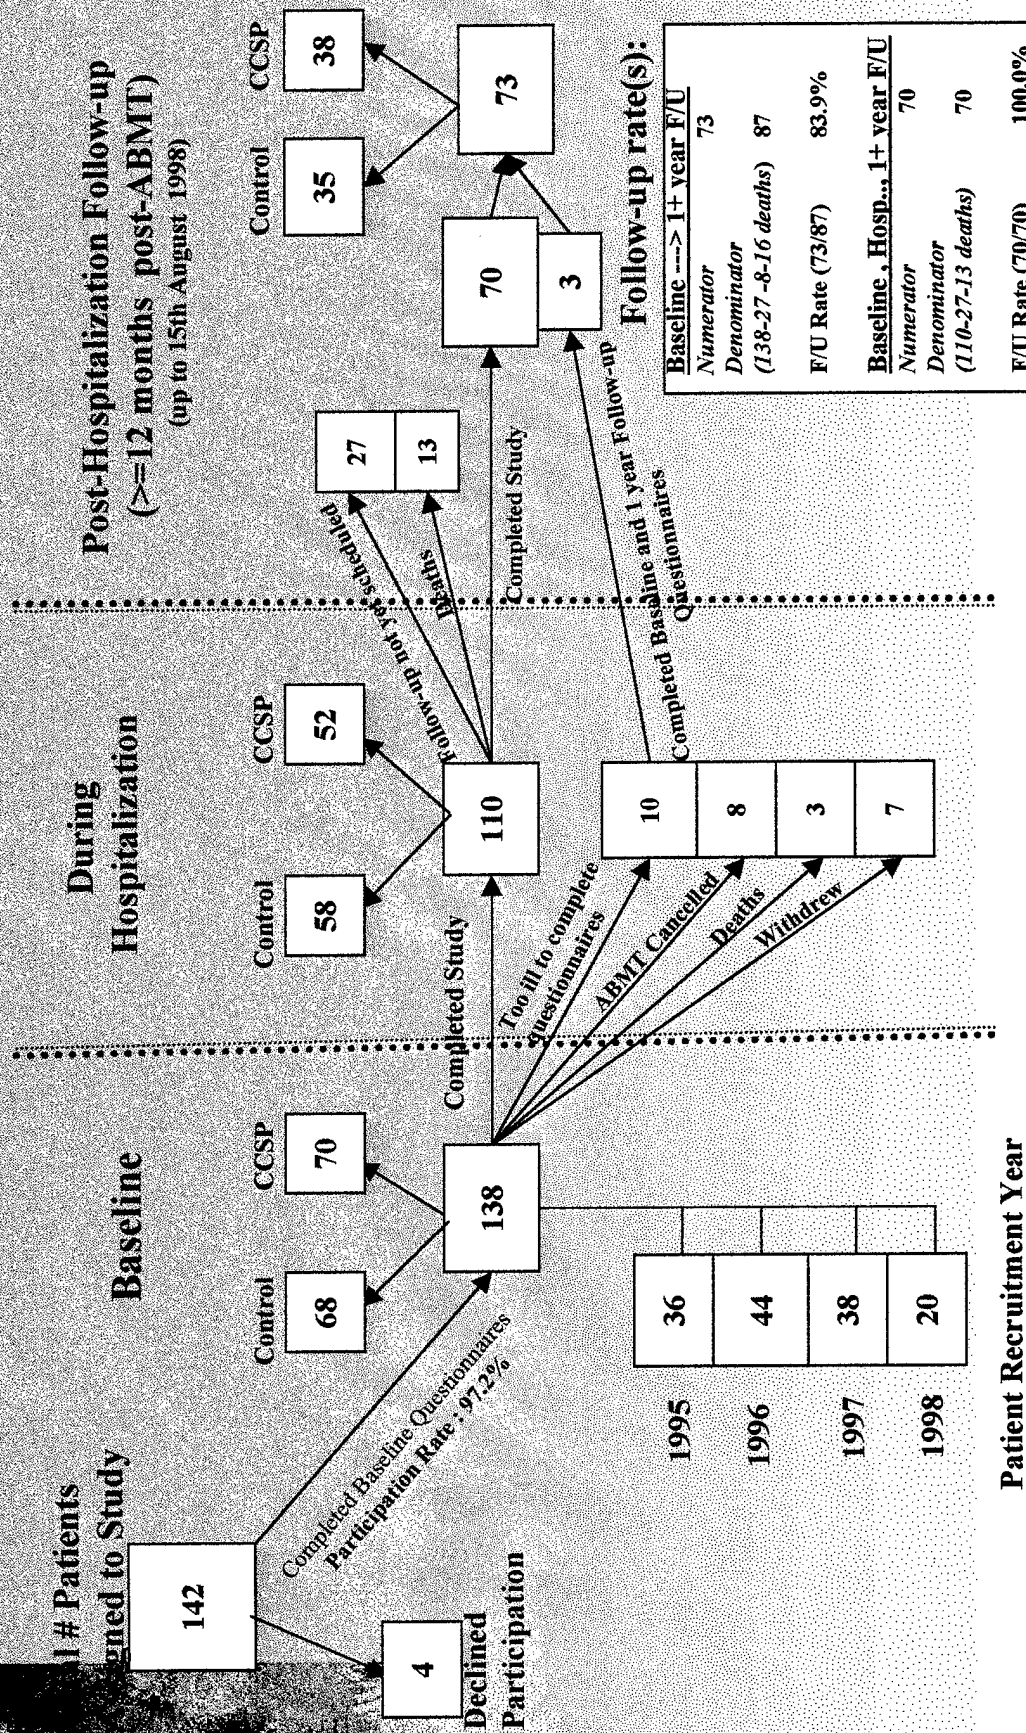 l # Patients
gned to Study
142
4
Declined
Participation
Completed Baseline Questionnaires
Participation Rate : 97.2%
Baseline
Control
CCSP
68
70
138
1995
36
1996
44
1997
38
1998
20
Patient Recruitment Year
During
Hospitalization
Control
CCSP
58
52
Completed Study
110
Too ill to complete
questionnaires
10
ABMT Cancelled
8
Deaths
3
Withdrew
7
Post-Hospitalization Follow-up
(>=12 months post-ABMT)
(up to 15th August 1998)
Follow-up not yet scheduled
27
Deaths
13
Completed Study
70
Completed Baseline and 1 year Follow-up
Questionnaires
3
Control
CCSP
35
38
73
Follow-up rate(s):
Baseline ----> 1+ year F/U
Numerator 73
Denominator
(138-27 -8-16 deaths) 87
F/U Rate (73/87) 83.9%
Baseline , Hosp... 1+ year F/U
Numerator 70
Denominator
(110-27-13 deaths) 70
F/U Rate (70/70) 100.0%